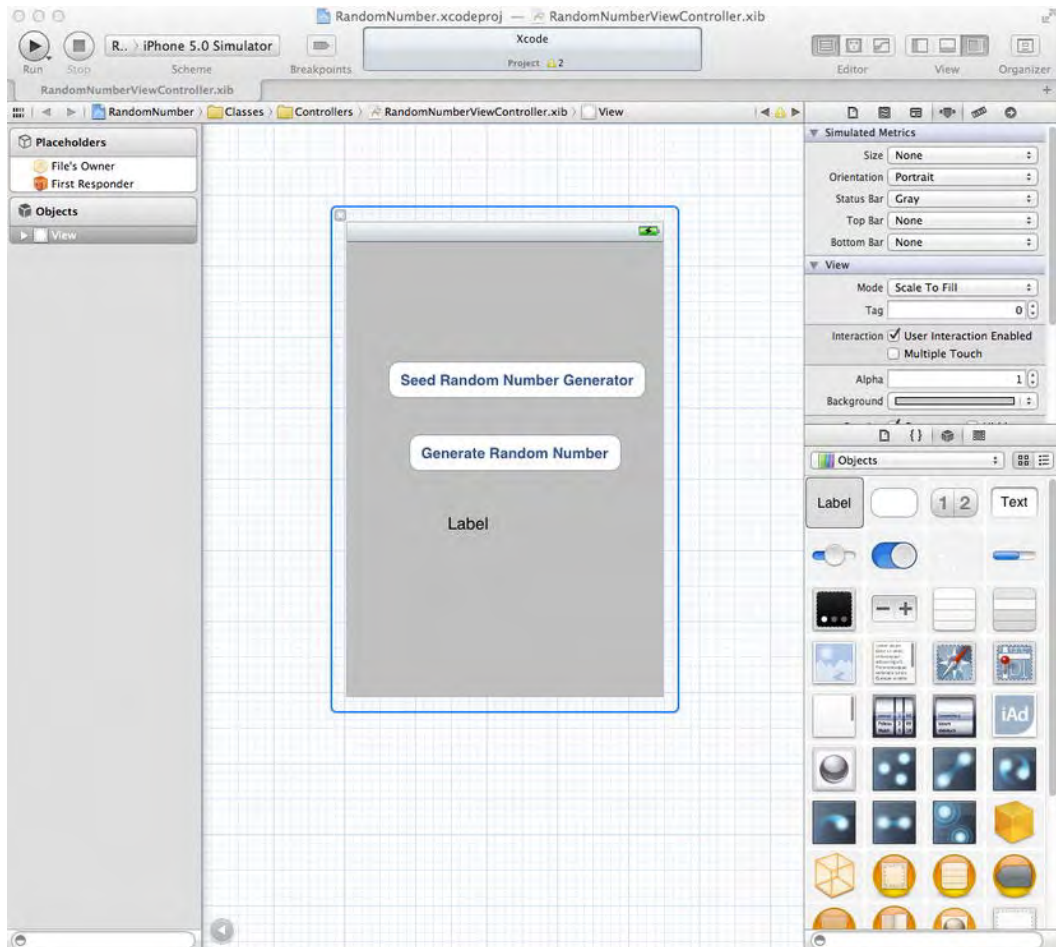 RandomNumber.xcodeproj — RandomNumberViewController.xib
R.. iPhone 5.0 Simulator
Xcode
Project 2
Run Stop Scheme Breakpoints Editor View Organizer
RandomNumberViewController.xib +
RandomNumber Classes Controllers RandomNumberViewController.xib View
Placeholders
File's Owner
First Responder
Objects
View
Seed Random Number Generator
Generate Random Number
Label
Simulated Metrics
Size None
Orientation Portrait
Status Bar Gray
Top Bar None
Bottom Bar None
View
Mode Scale To Fill
Tag 0
Interaction User Interaction Enabled
Multiple Touch
Alpha 1
Background
{}
Objects
Label 1 2 Text
iAd